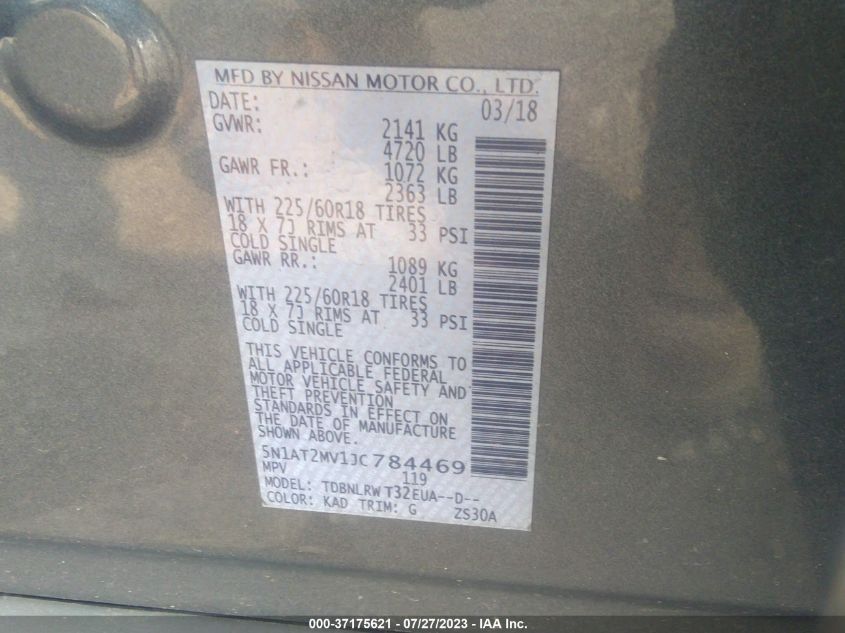 MFD BY NISSAN MOTOR CO., LTD.
DATE: 03/18
GVWR: 2141 KG
4720 LB
GAWR FR.: 1072 KG
2363 LB
WITH 225/60R18 TIRES
18 X 7J RIMS AT 33 PSI
COLD SINGLE
GAWR RR.: 1089 KG
2401 LB
WITH 225/60R18 TIRES
18 X 7J RIMS AT 33 PSI
COLD SINGLE
THIS VEHICLE CONFORMS TO
ALL APPLICABLE FEDERAL
MOTOR VEHICLE SAFETY AND
THEFT PREVENTION
STANDARDS IN EFFECT ON
THE DATE OF MANUFACTURE
SHOWN ABOVE.
5N1AT2MV1JC784469
MPV 119
MODEL: TDBNLRW T32EUA--D--
COLOR: KAD TRIM: G ZS30A
000-37175621 / 07/27/2023 - IAA Inc.